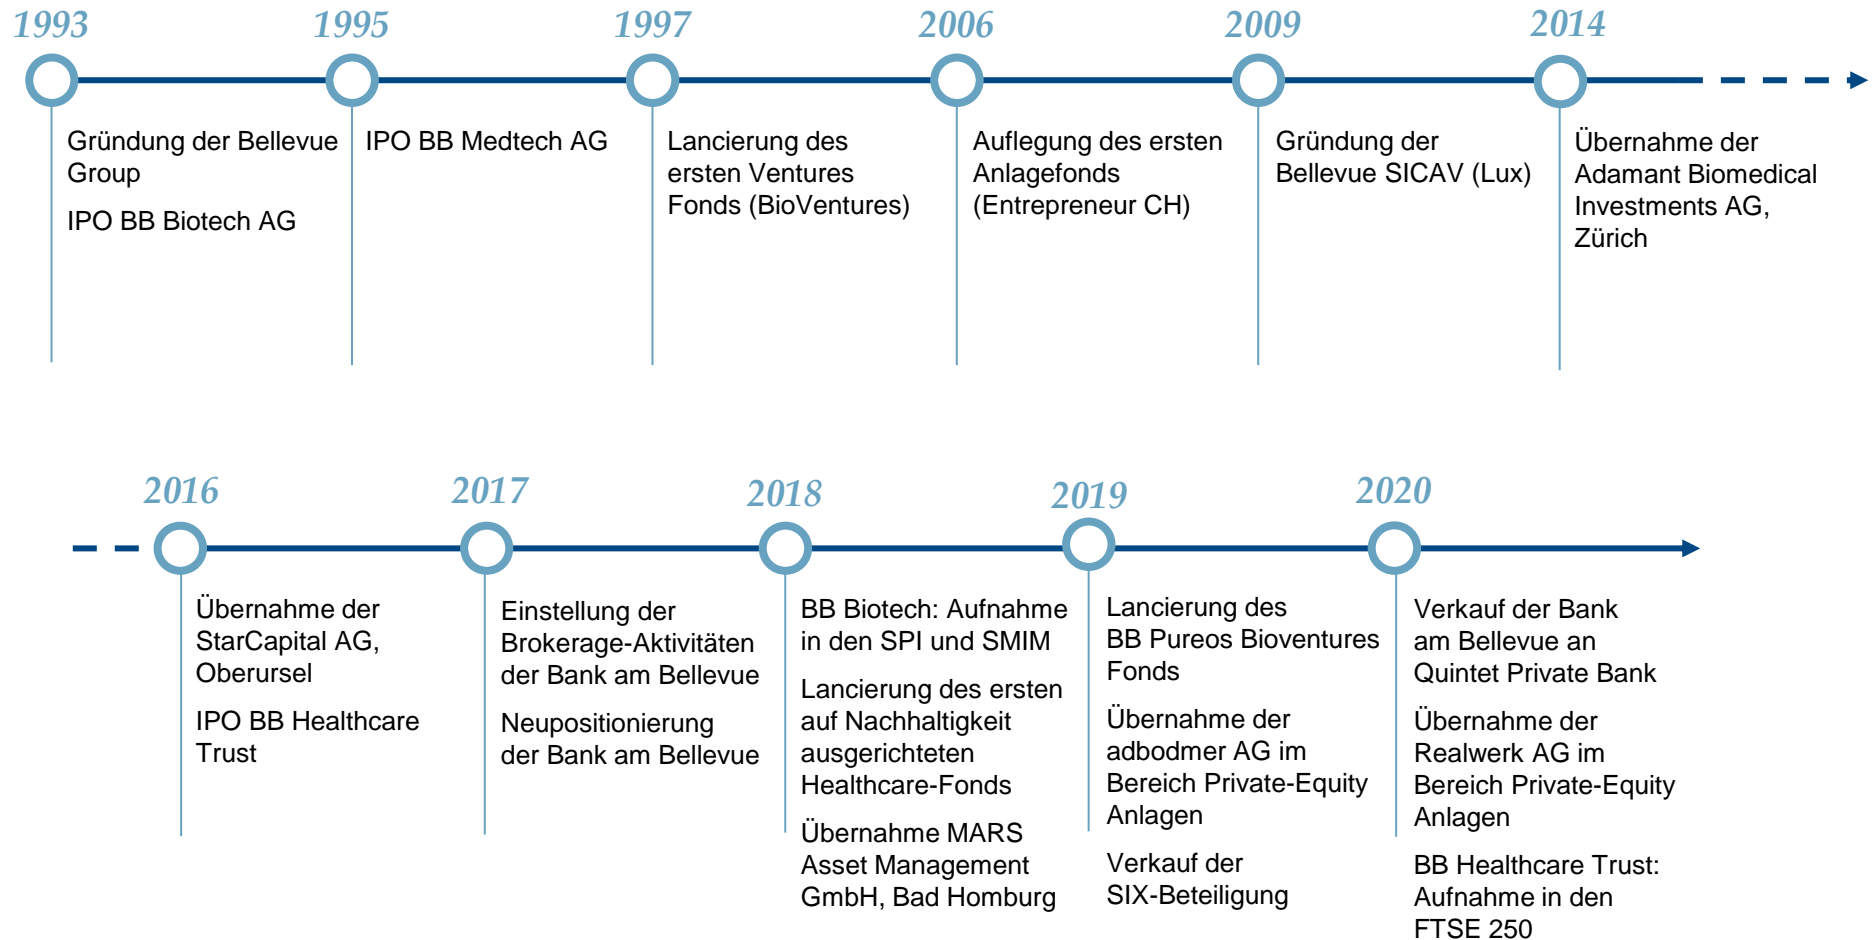 1993
Gründung der Bellevue
Group
IPO BB Biotech AG
1995
IPO BB Medtech AG
1997
Lancierung des
ersten Ventures
Fonds (BioVentures)
2006
Auflegung des ersten
Anlagefonds
(Entrepreneur CH)
2009
Gründung der
Bellevue SICAV (Lux)
2014
Übernahme der
Adamant Biomedical
Investments AG,
Zürich
2016
Übernahme der
StarCapital AG,
Oberursel
IPO BB Healthcare
Trust
2017
Einstellung der
Brokerage-Aktivitäten
der Bank am Bellevue
Neupositionierung
der Bank am Bellevue
2018
BB Biotech: Aufnahme
in den SPI und SMIM
Lancierung des ersten
auf Nachhaltigkeit
ausgerichteten
Healthcare-Fonds
Übernahme MARS
Asset Management
GmbH, Bad Homburg
2019
Lancierung des
BB Pureos Bioventures
Fonds
Übernahme der
adbodmer AG im
Bereich Private-Equity
Anlagen
Verkauf der
SIX-Beteiligung
2020
Verkauf der Bank
am Bellevue an
Quintet Private Bank
Übernahme der
Realwerk AG im
Bereich Private-Equity
Anlagen
BB Healthcare Trust:
Aufnahme in den
FTSE 250